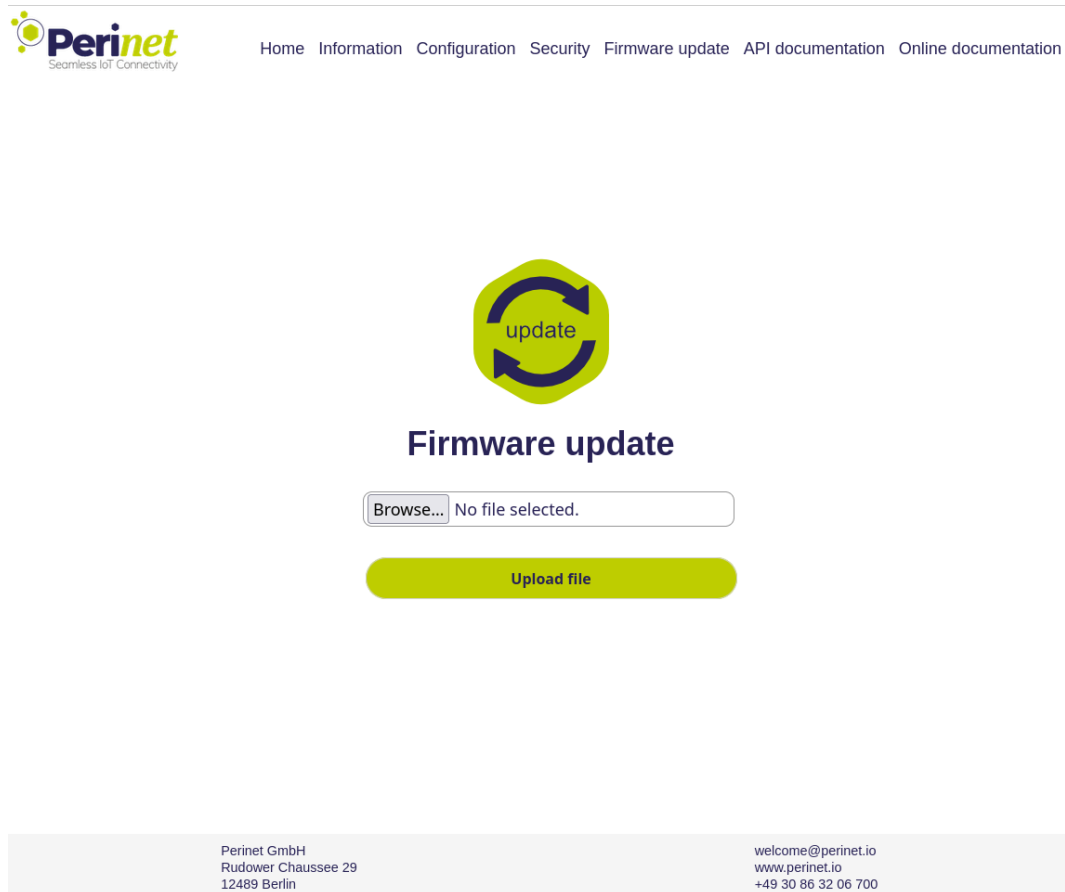 Perinet
Seamless IoT Connectivity
Home Information Configuration Security Firmware update API documentation Online documentation
update
Firmware update
Browse... No file selected.
Upload file
Perinet GmbH
Rudower Chaussee 29
12489 Berlin
welcome@perinet.io
www.perinet.io
+49 30 86 32 06 700